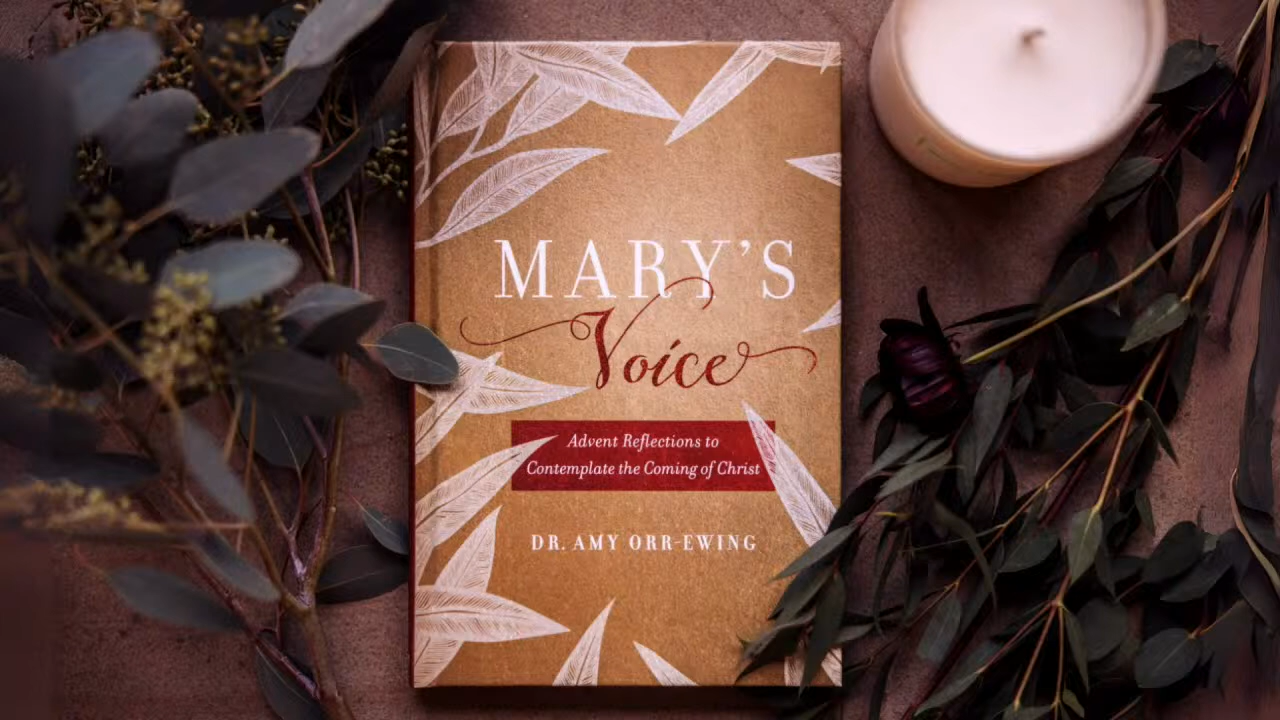 MARY'S
Voice
Advent Reflections to
Contemplate the Coming of Christ
DR. AMY ORR-EWING